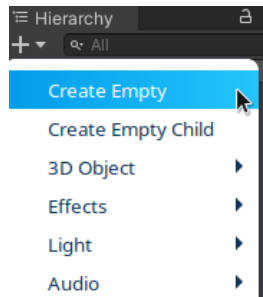 Hierarchy
All
Create Empty
Create Empty Child
3D Object
Effects
Light
Audio